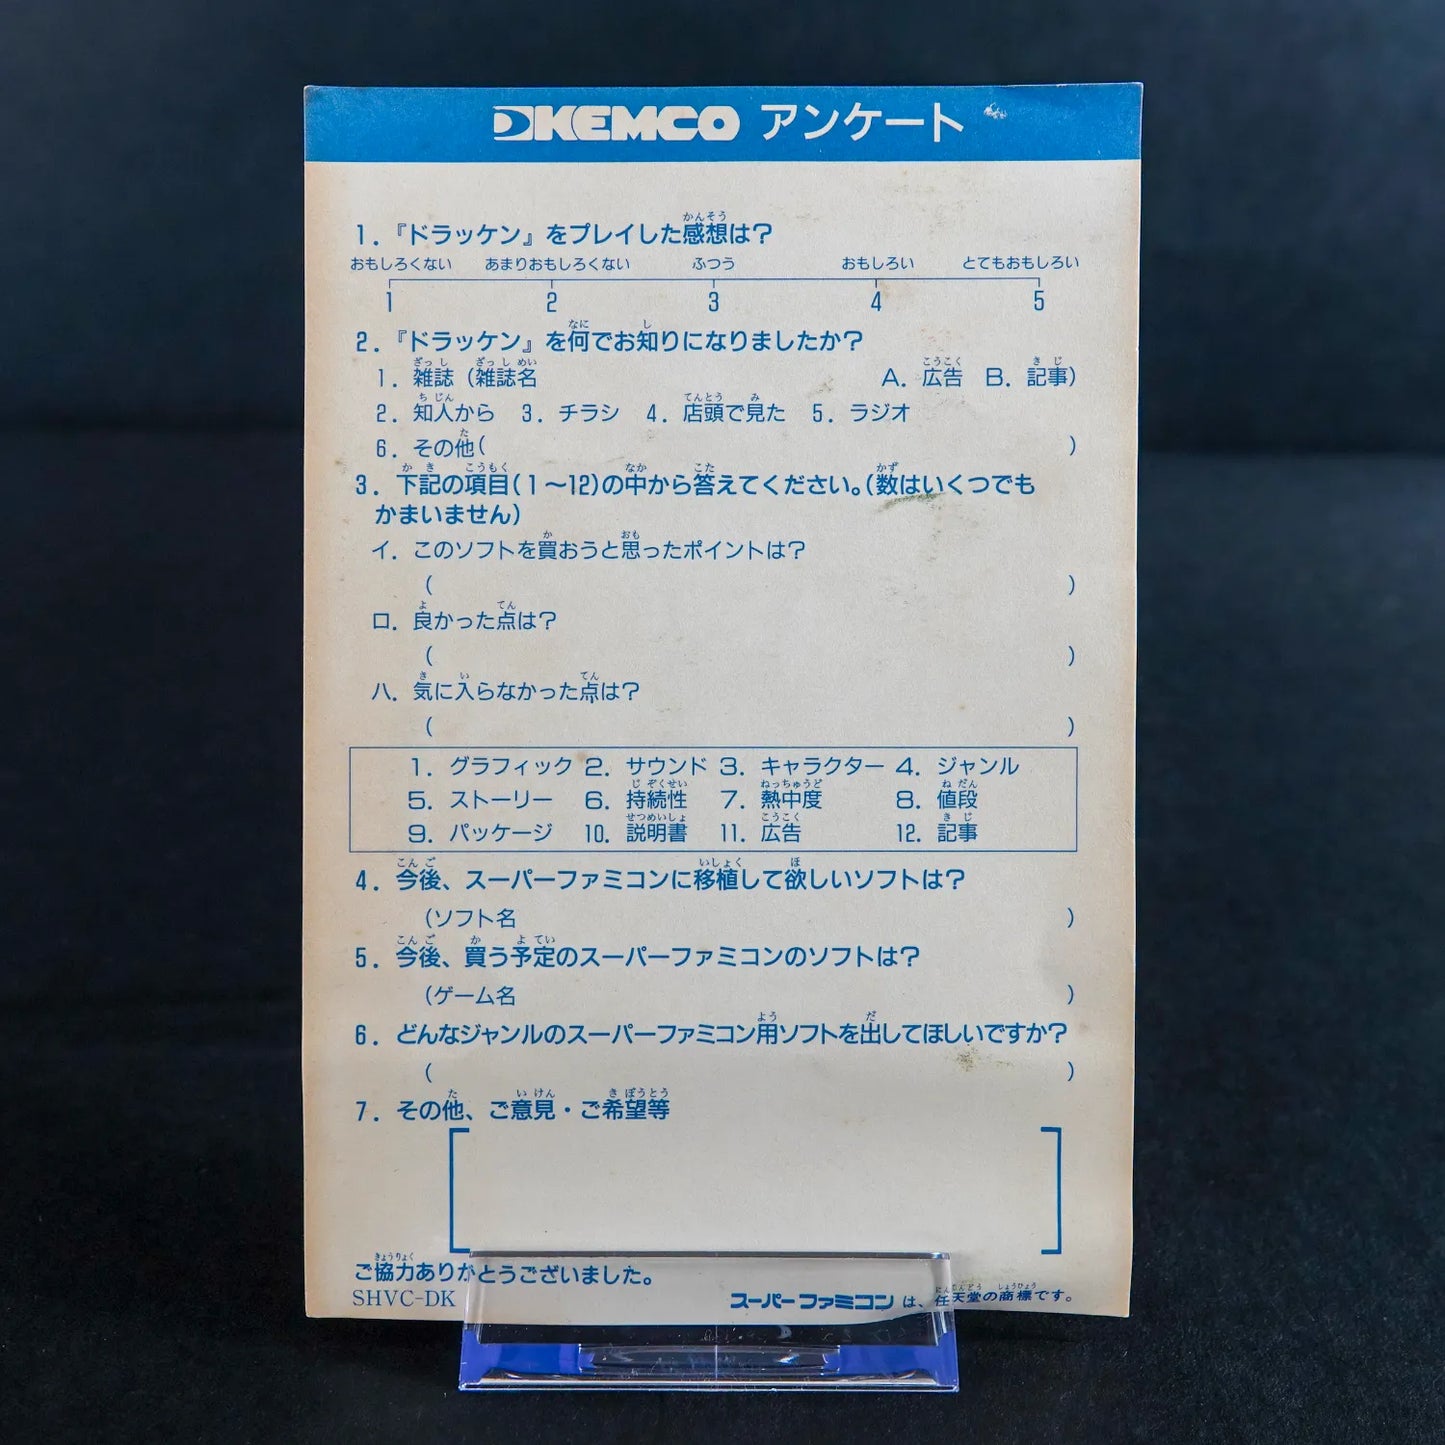 KEMCO アンケート
1. 『ドラッケン』をプレイした感想は?
おもしろくない あまりおもしろくない ふつう おもしろい とてもおもしろい
1 2 3 4 5
2. 『ドラッケン』を何でお知りになりましたか?
1. 雑誌 (雑誌名 A. 広告 B. 記事)
2. 知人から 3. チラシ 4. 店頭で見た 5. ラジオ
6. その他( )
3. 下記の項目(1〜12)の中から答えてください。(数はいくつでも
かまいません)
イ. このソフトを買おうと思ったポイントは?
( )
ロ. 良かった点は?
( )
ハ. 気に入らなかった点は?
( )
1. グラフィック 2. サウンド 3. キャラクター 4. ジャンル
5. ストーリー 6. 持続性 7. 熱中度 8. 値段
9. パッケージ 10. 説明書 11. 広告 12. 記事
4. 今後、スーパーファミコンに移植して欲しいソフトは?
(ソフト名 )
5. 今後、買う予定のスーパーファミコンのソフトは?
(ゲーム名 )
6. どんなジャンルのスーパーファミコン用ソフトを出してほしいですか?
( )
7. その他、ご意見・ご希望等
[ ]
ご協力ありがとうございました。
SHVC-DK スーパーファミコン は、任天堂の商標です。